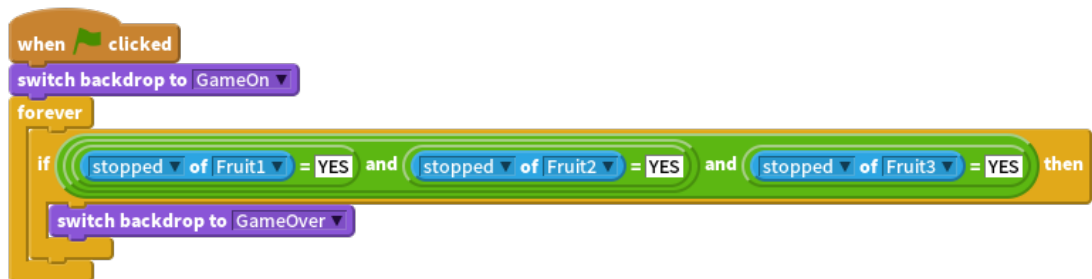 when clicked
switch backdrop to GameOn
forever
if stopped of Fruit1 = YES and stopped of Fruit2 = YES and stopped of Fruit3 = YES then
switch backdrop to GameOver